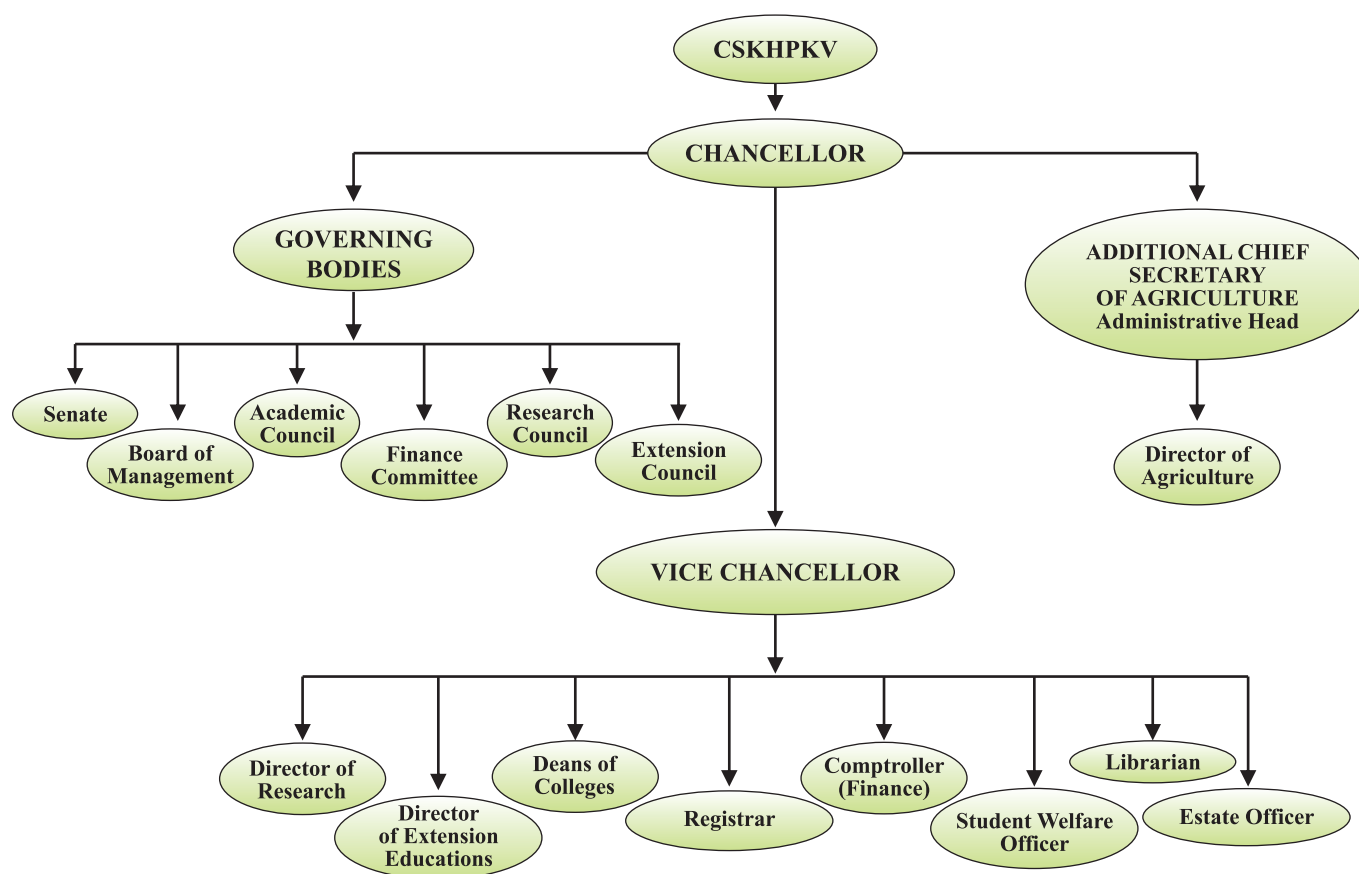 CSKHPKV
CHANCELLOR
GOVERNING
BODIES
ADDITIONAL CHIEF
SECRETARY
OF AGRICULTURE
Administrative Head
Senate
Board of
Management
Academic
Council
Finance
Committee
Research
Council
Extension
Council
Director of
Agriculture
VICE CHANCELLOR
Director of
Research
Director
of Extension
Educations
Deans of
Colleges
Registrar
Comptroller
(Finance)
Student Welfare
Officer
Librarian
Estate Officer